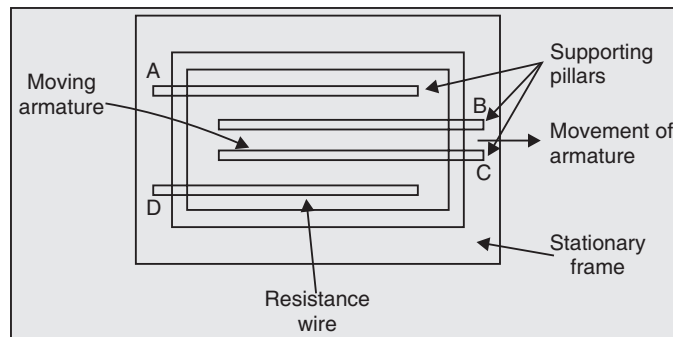 A
Moving
armature
Supporting
pillars
B
Movement of
armature
C
D
Stationary
frame
Resistance
wire